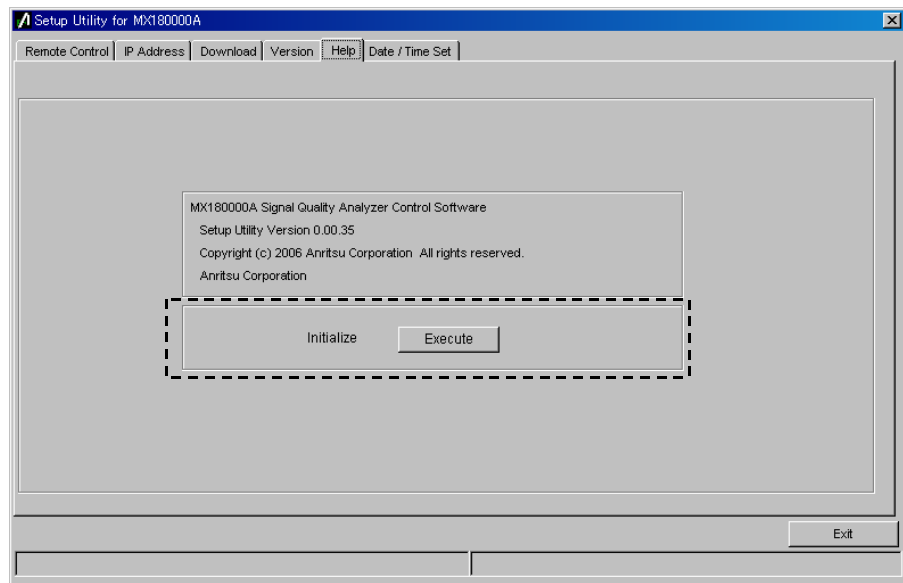 Setup Utility for MX180000A
Remote Control IP Address Download Version Help Date / Time Set
MX180000A Signal Quality Analyzer Control Software
Setup Utility Version 0.00.35
Copyright (c) 2006 Anritsu Corporation All rights reserved.
Anritsu Corporation
Initialize Execute
Exit